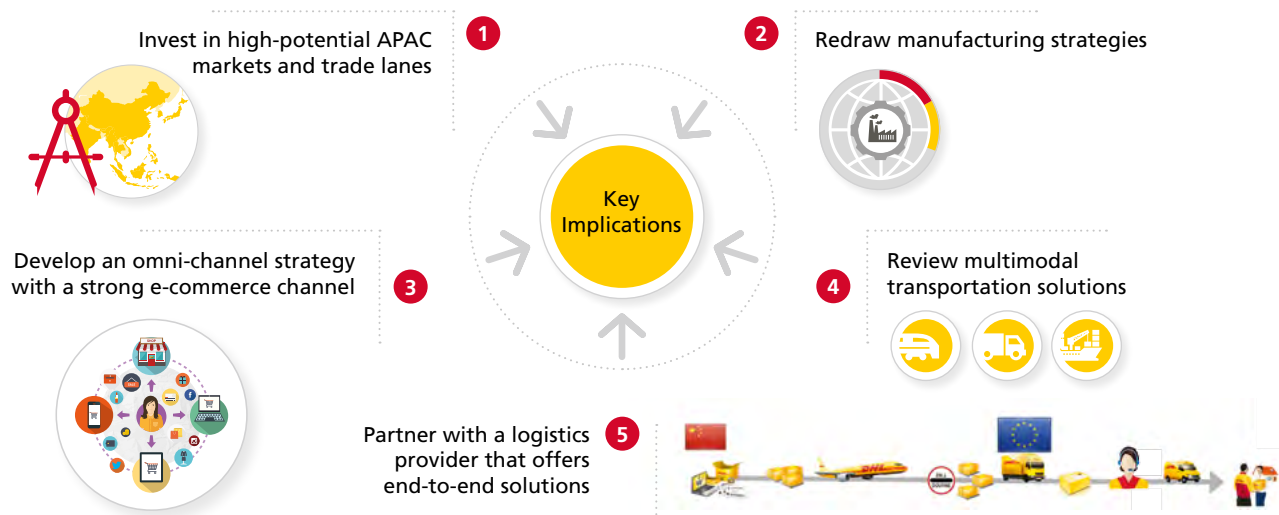 1
Invest in high-potential APAC
markets and trade lanes
2
Redraw manufacturing strategies
Key
Implications
3
Develop an omni-channel strategy
with a strong e-commerce channel
SHOP
4
Review multimodal
transportation solutions
5
Partner with a logistics
provider that offers
end-to-end solutions
DHL